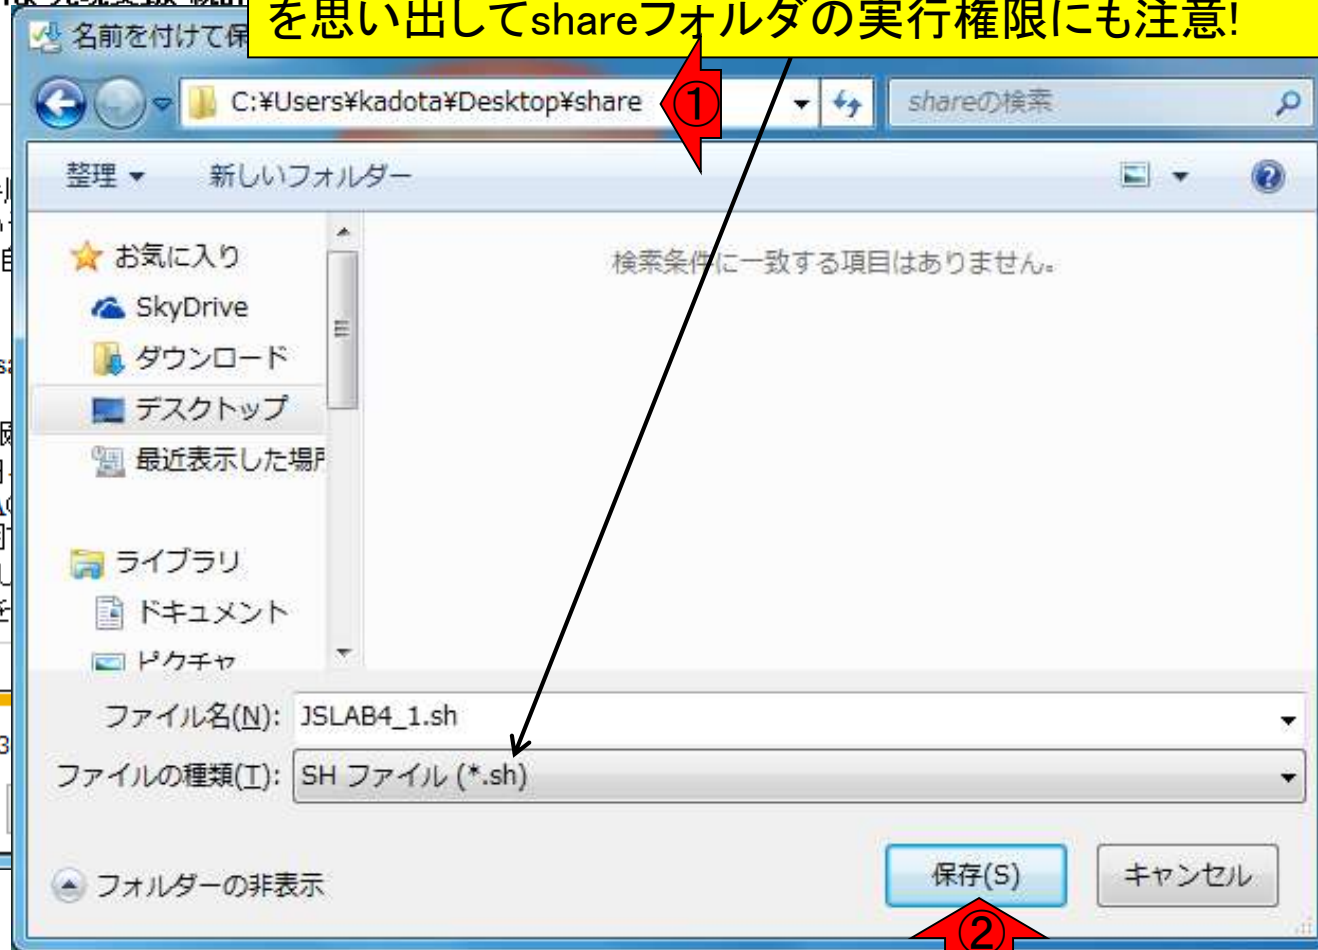 を思い出してshareフォルダの実行権限にも注意!
名前を付けて保
C:¥Users¥kadota¥Desktop¥share
①
shareの検索
整理
新しいフォルダー
お気に入り
検索条件に一致する項目はありません。
SkyDrive
ダウンロード
デスクトップ
最近表示した場所
ライブラリ
ドキュメント
ピクチャ
ファイル名(N): JSLAB4_1.sh
ファイルの種類(T): SH ファイル (*.sh)
フォルダーの非表示
保存(S)
キャンセル
②